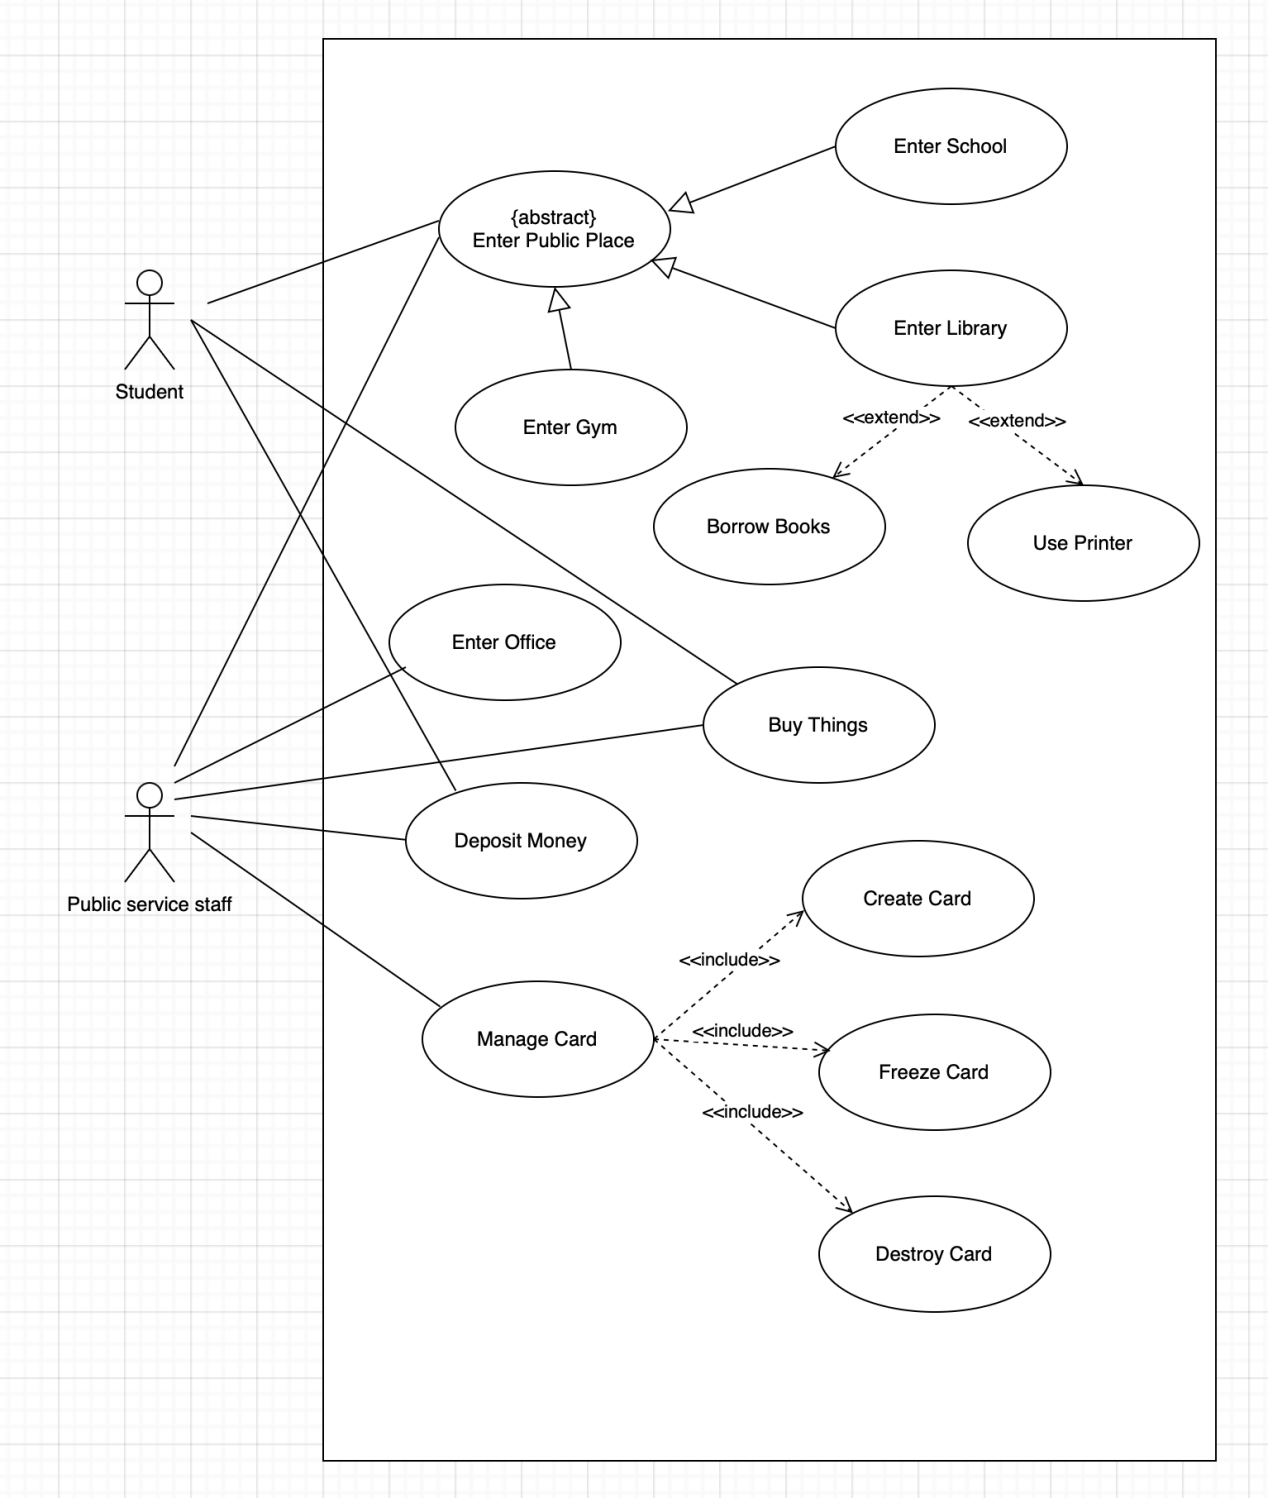 Enter School
{abstract}
Enter Public Place
Enter Library
Student
<<extend>>
<<extend>>
Enter Gym
Borrow Books
Use Printer
Enter Office
Buy Things
Deposit Money
Public service staff
Create Card
<<include>>
<<include>>
Manage Card
Freeze Card
<<include>>
Destroy Card